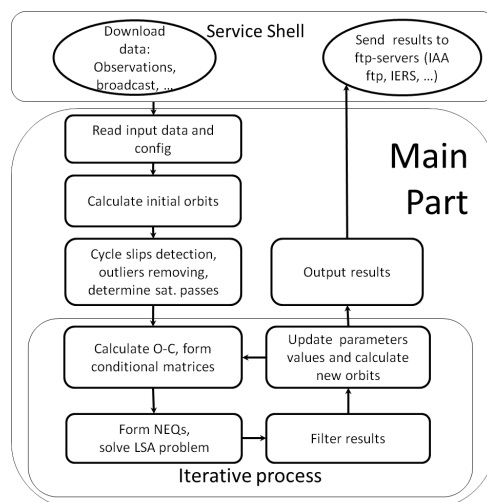 Service Shell
Download
data:
Observations,
broadcast, ...
Send results to
ftp-servers (IAA
ftp, IERS, ...)
Main
Part
Read input data and
config
Calculate initial orbits
Cycle slips detection,
outliers removing,
determine sat. passes
Output results
Calculate O-C, form
conditional matrices
Update parameters
values and calculate
new orbits
Form NEQs,
solve LSA problem
Filter results
Iterative process